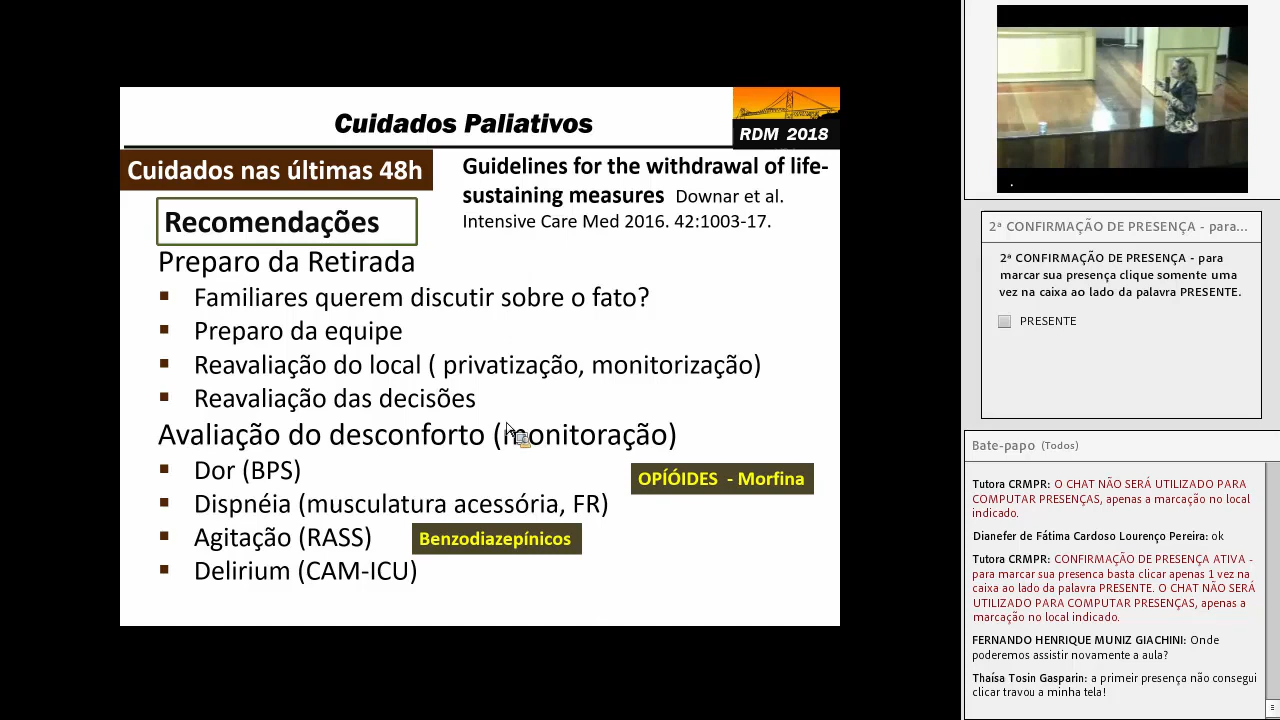 Cuidados Paliativos
RDM 2018
Cuidados nas últimas 48h
Guidelines for the withdrawal of life-
sustaining measures Downar et al.
Intensive Care Med 2016. 42:1003-17.
Recomendações
Preparo da Retirada
Familiares querem discutir sobre o fato?
Preparo da equipe
Reavaliação do local ( privatização, monitorização)
Reavaliação das decisões
Avaliação do desconforto (monitoração)
Dor (BPS)
OPÍÓIDES - Morfina
Dispnéia (musculatura acessória, FR)
Agitação (RASS)
Benzodiazepínicos
Delirium (CAM-ICU)
2ª CONFIRMAÇÃO DE PRESENÇA - para...
2ª CONFIRMAÇÃO DE PRESENÇA - para
marcar sua presença clique somente uma
vez na caixa ao lado da palavra PRESENTE.
PRESENTE
Bate-papo (Todos)
Tutora CRMPR: O CHAT NÃO SERÁ UTILIZADO PARA
COMPUTAR PRESENÇAS, apenas a marcação no local
indicado.
Dianefer de Fátima Cardoso Lourenço Pereira: ok
Tutora CRMPR: CONFIRMAÇÃO DE PRESENÇA ATIVA -
para marcar sua presenca basta clicar apenas 1 vez na
caixa ao lado da palavra PRESENTE. O CHAT NÃO SERÁ
UTILIZADO PARA COMPUTAR PRESENÇAS, apenas a
marcação no local indicado.
FERNANDO HENRIQUE MUNIZ GIACHINI: Onde
poderemos assistir novamente a aula?
Thaísa Tosin Gasparin: a primeir presença não consegui
clicar travou a minha tela!